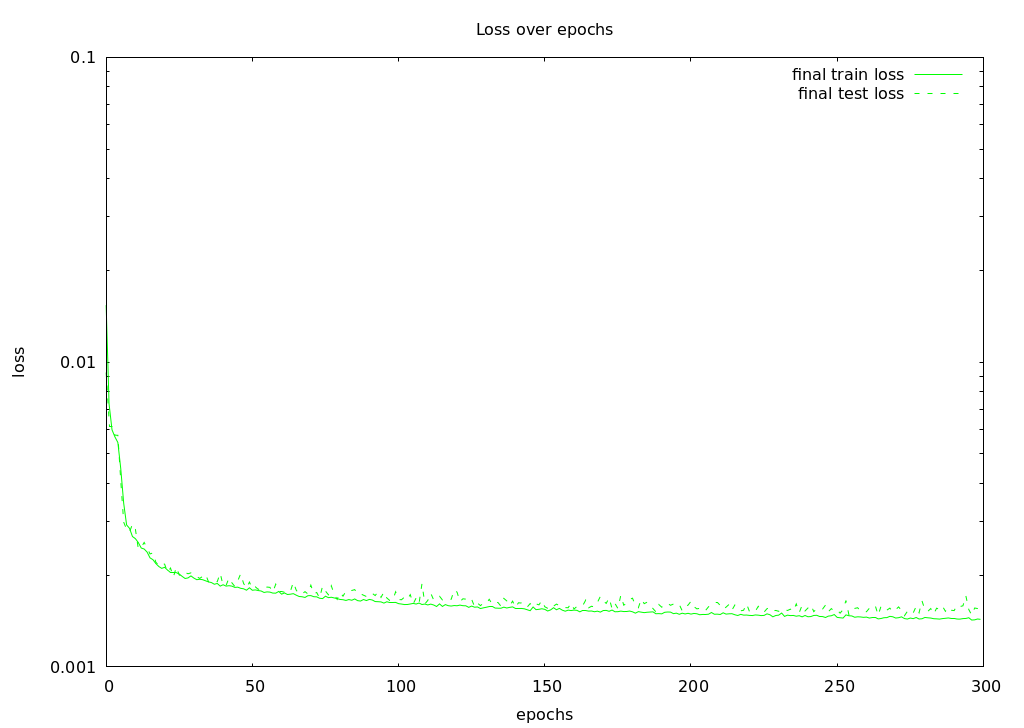 Loss over epochs
0.1
final train loss
final test loss
0.01
loss
0.001
0 50 100 150 200 250 300
epochs